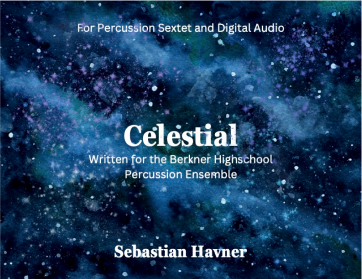 For Percussion Sextet and Digital Audio
Celestial
Written for the Berkner Highschool
Percussion Ensemble
Sebastian Havner